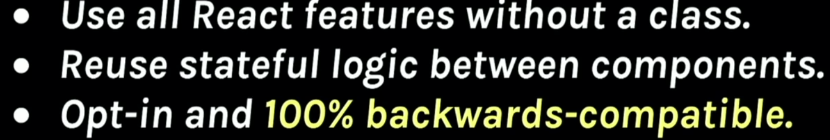 • Use all React features without a class.
• Reuse stateful logic between components.
• Opt-in and 100% backwards-compatible.